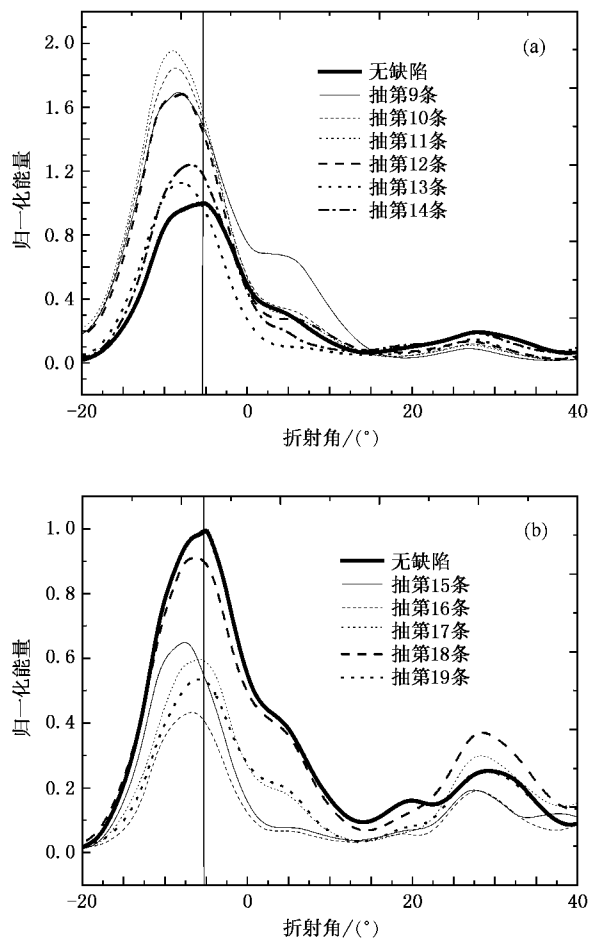 (a)
2.0
1.6
1.2
0.8
0.4
0.0
归一化能量
无缺陷
抽第9条
抽第10条
抽第11条
抽第12条
抽第13条
抽第14条
-20 0 20 40
折射角/(°)
(b)
1.0
0.8
0.6
0.4
0.2
0.0
归一化能量
无缺陷
抽第15条
抽第16条
抽第17条
抽第18条
抽第19条
-20 0 20 40
折射角/(°)